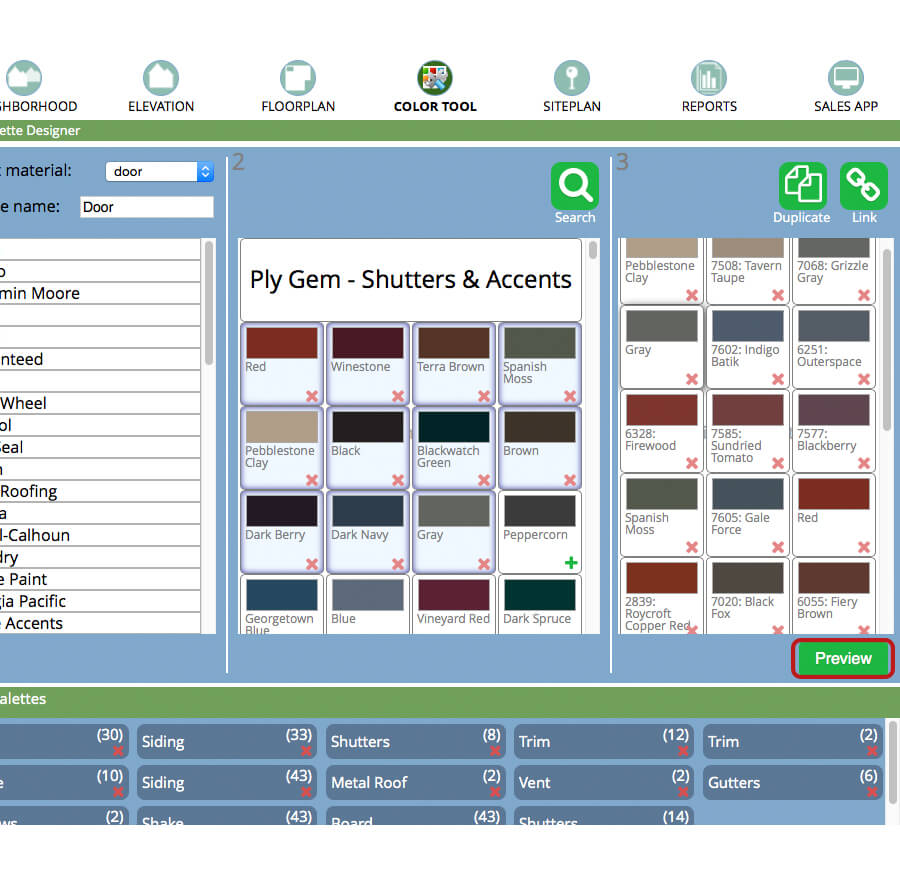 GHBORHOOD
ELEVATION
FLOORPLAN
COLOR TOOL
SITEPLAN
REPORTS
SALES APP
ette Designer
material:
door
e name:
Door
o
min Moore
nteed
Wheel
ol
Seal
n
Roofing
a
l-Calhoun
dry
e Paint
gia Pacific
Accents
2
Search
Ply Gem - Shutters & Accents
Red
Winestone
Terra Brown
Spanish
Moss
Pebblestone
Clay
Black
Blackwatch
Green
Brown
Dark Berry
Dark Navy
Gray
Peppercorn
Georgetown
Blue
Blue
Vineyard Red
Dark Spruce
3
Duplicate
Link
Pebblestone
Clay
7508: Tavern
Taupe
7068: Grizzle
Gray
Gray
7602: Indigo
Batik
6251:
Outerspace
6328:
Firewood
7585:
Sundried
Tomato
7577:
Blackberry
Spanish
Moss
7605: Gale
Force
Red
2839:
Roycroft
Copper Red
7020: Black
Fox
6055: Fiery
Brown
Preview
alettes
(30)
Siding (33)
Shutters (8)
Trim (12)
Trim (2)
e (10)
Siding (43)
Metal Roof (2)
Vent (2)
Gutters (6)
ws (2)
Shake (43)
Board (43)
Shutters (14)